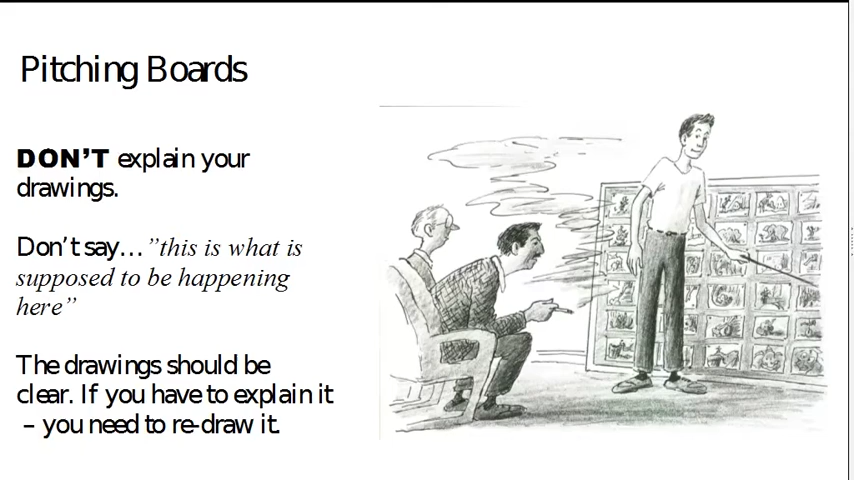 Pitching Boards
DON'T explain your
drawings.
Don't say… "this is what is
supposed to be happening
here"
The drawings should be
clear. If you have to explain it
– you need to re-draw it.